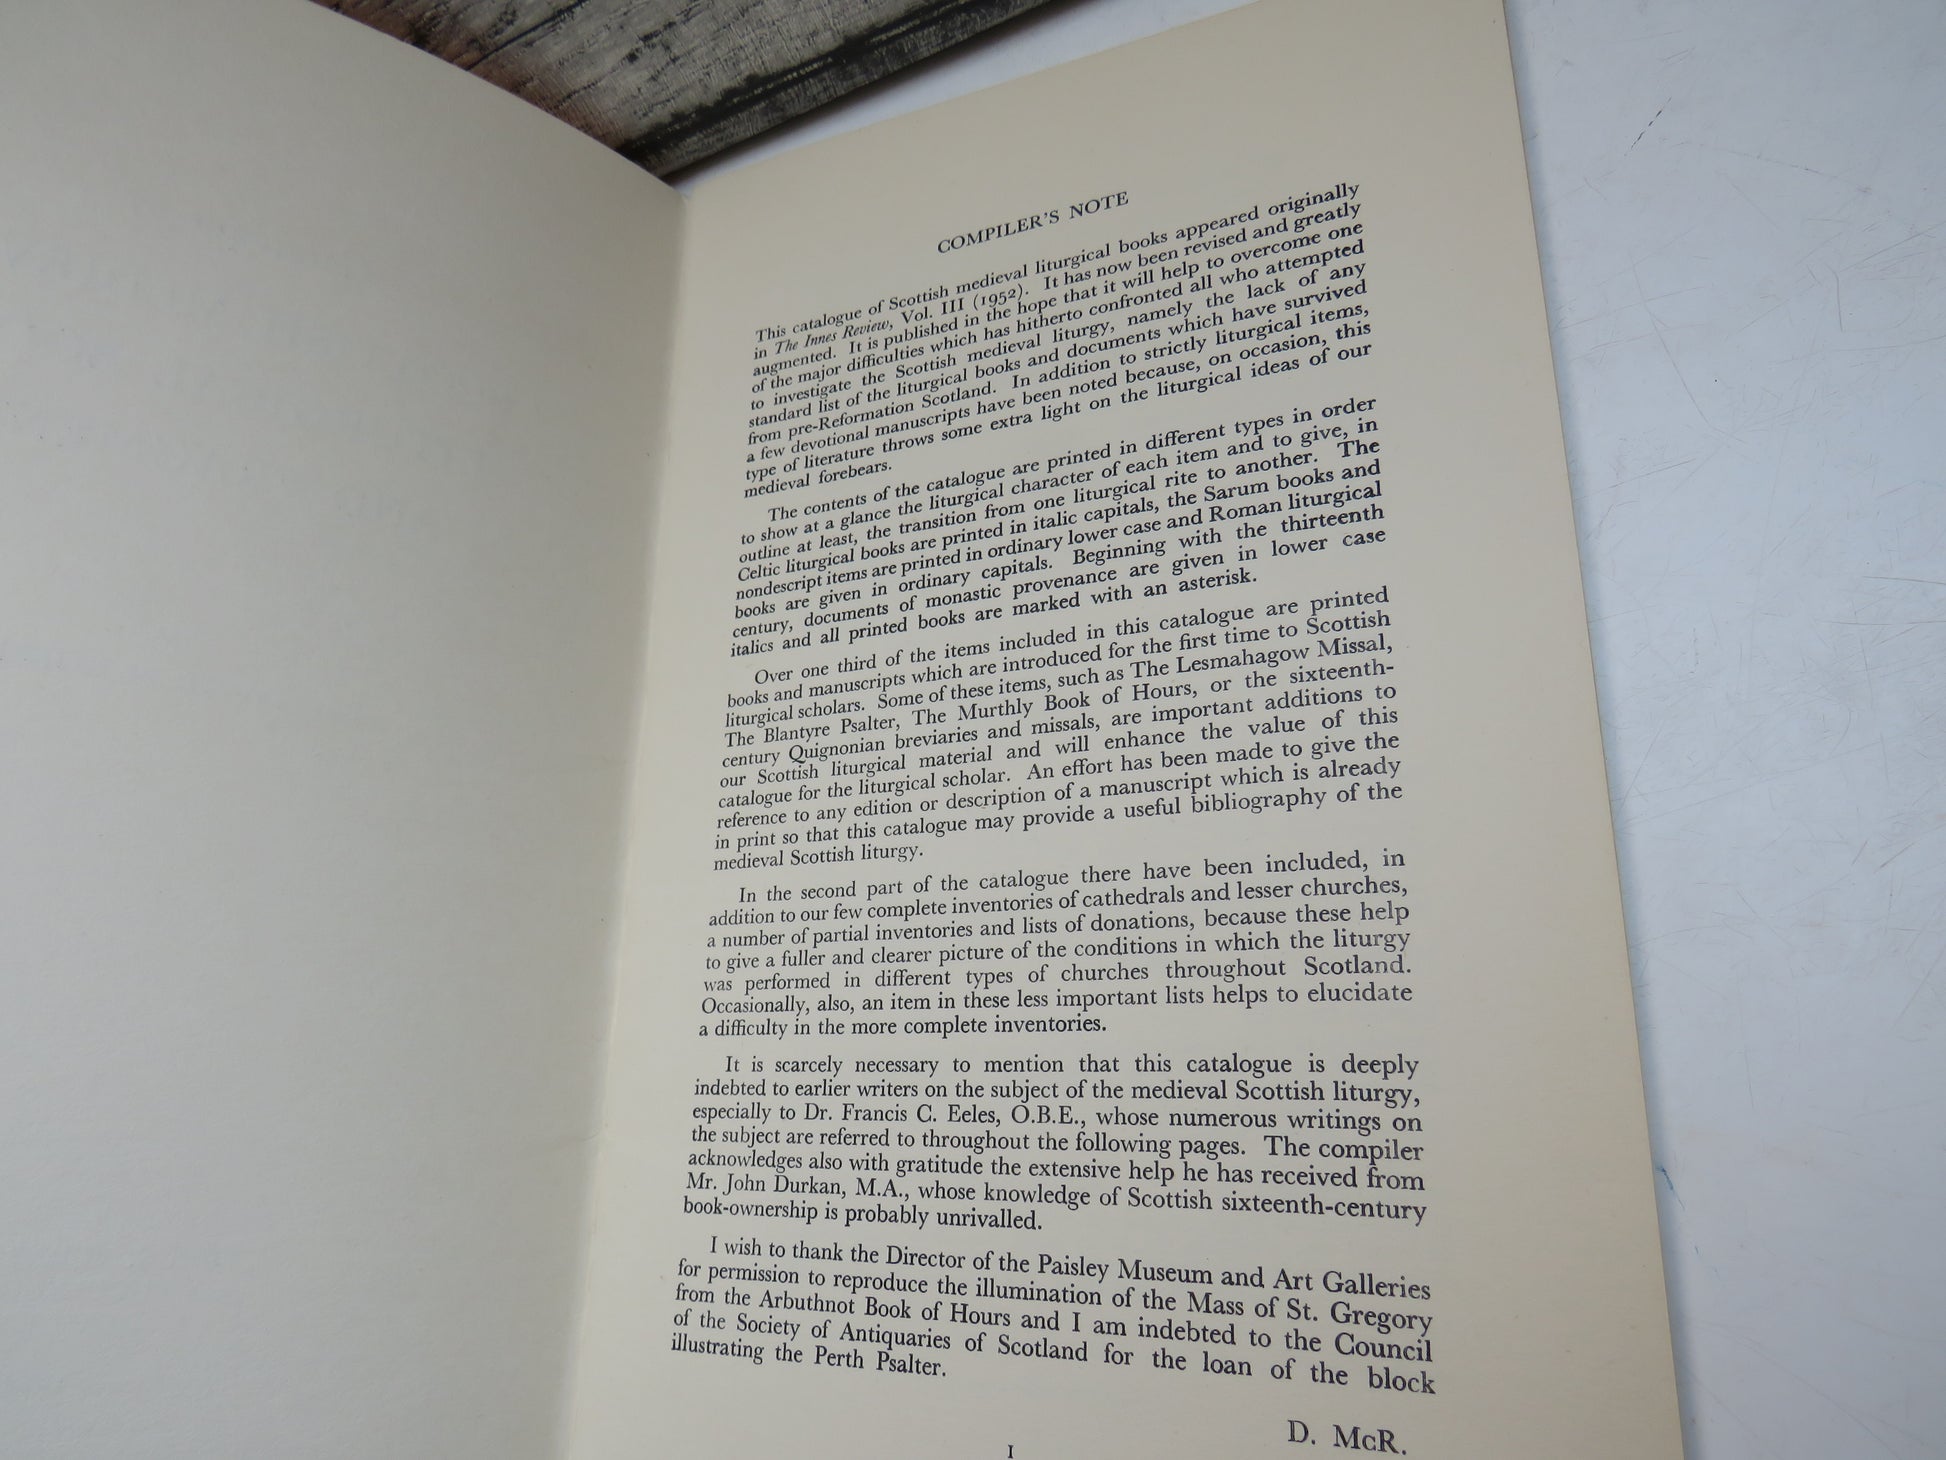 COMPILER'S NOTE
This catalogue of Scottish medieval liturgical books appeared originally
in The Innes Review, Vol. III (1952). It has now been revised and greatly
augmented. It is published in the hope that it will help to overcome one
of the major difficulties which has hitherto confronted all who attempted
to investigate the Scottish medieval liturgy, namely the lack of any
standard list of the liturgical books and documents which have survived
from pre-Reformation Scotland. In addition to strictly liturgical items,
a few devotional manuscripts have been noted because, on occasion, this
type of literature throws some extra light on the liturgical ideas of our
medieval forebears.
The contents of the catalogue are printed in different types in order
to show at a glance the liturgical character of each item and to give, in
outline at least, the transition from one liturgical rite to another. The
Celtic liturgical books are printed in italic capitals, the Sarum books and
nondescript items are printed in ordinary lower case and Roman liturgical
books are given in ordinary capitals. Beginning with the thirteenth
century, documents of monastic provenance are given in lower case
italics and all printed books are marked with an asterisk.
Over one third of the items included in this catalogue are printed
books and manuscripts which are introduced for the first time to Scottish
liturgical scholars. Some of these items, such as The Lesmahagow Missal,
The Blantyre Psalter, The Murthly Book of Hours, or the sixteenth-
century Quignonian breviaries and missals, are important additions to
our Scottish liturgical material and will enhance the value of this
catalogue for the liturgical scholar. An effort has been made to give the
reference to any edition or description of a manuscript which is already
in print so that this catalogue may provide a useful bibliography of the
medieval Scottish liturgy.
In the second part of the catalogue there have been included, in
addition to our few complete inventories of cathedrals and lesser churches,
a number of partial inventories and lists of donations, because these help
to give a fuller and clearer picture of the conditions in which the liturgy
was performed in different types of churches throughout Scotland.
Occasionally, also, an item in these less important lists helps to elucidate
a difficulty in the more complete inventories.
It is scarcely necessary to mention that this catalogue is deeply
indebted to earlier writers on the subject of the medieval Scottish liturgy,
especially to Dr. Francis C. Eeles, O.B.E., whose numerous writings on
the subject are referred to throughout the following pages. The compiler
acknowledges also with gratitude the extensive help he has received from
Mr. John Durkan, M.A., whose knowledge of Scottish sixteenth-century
book-ownership is probably unrivalled.
I wish to thank the Director of the Paisley Museum and Art Galleries
for permission to reproduce the illumination of the Mass of St. Gregory
from the Arbuthnot Book of Hours and I am indebted to the Council
of the Society of Antiquaries of Scotland for the loan of the block
illustrating the Perth Psalter.
D. McR.
I